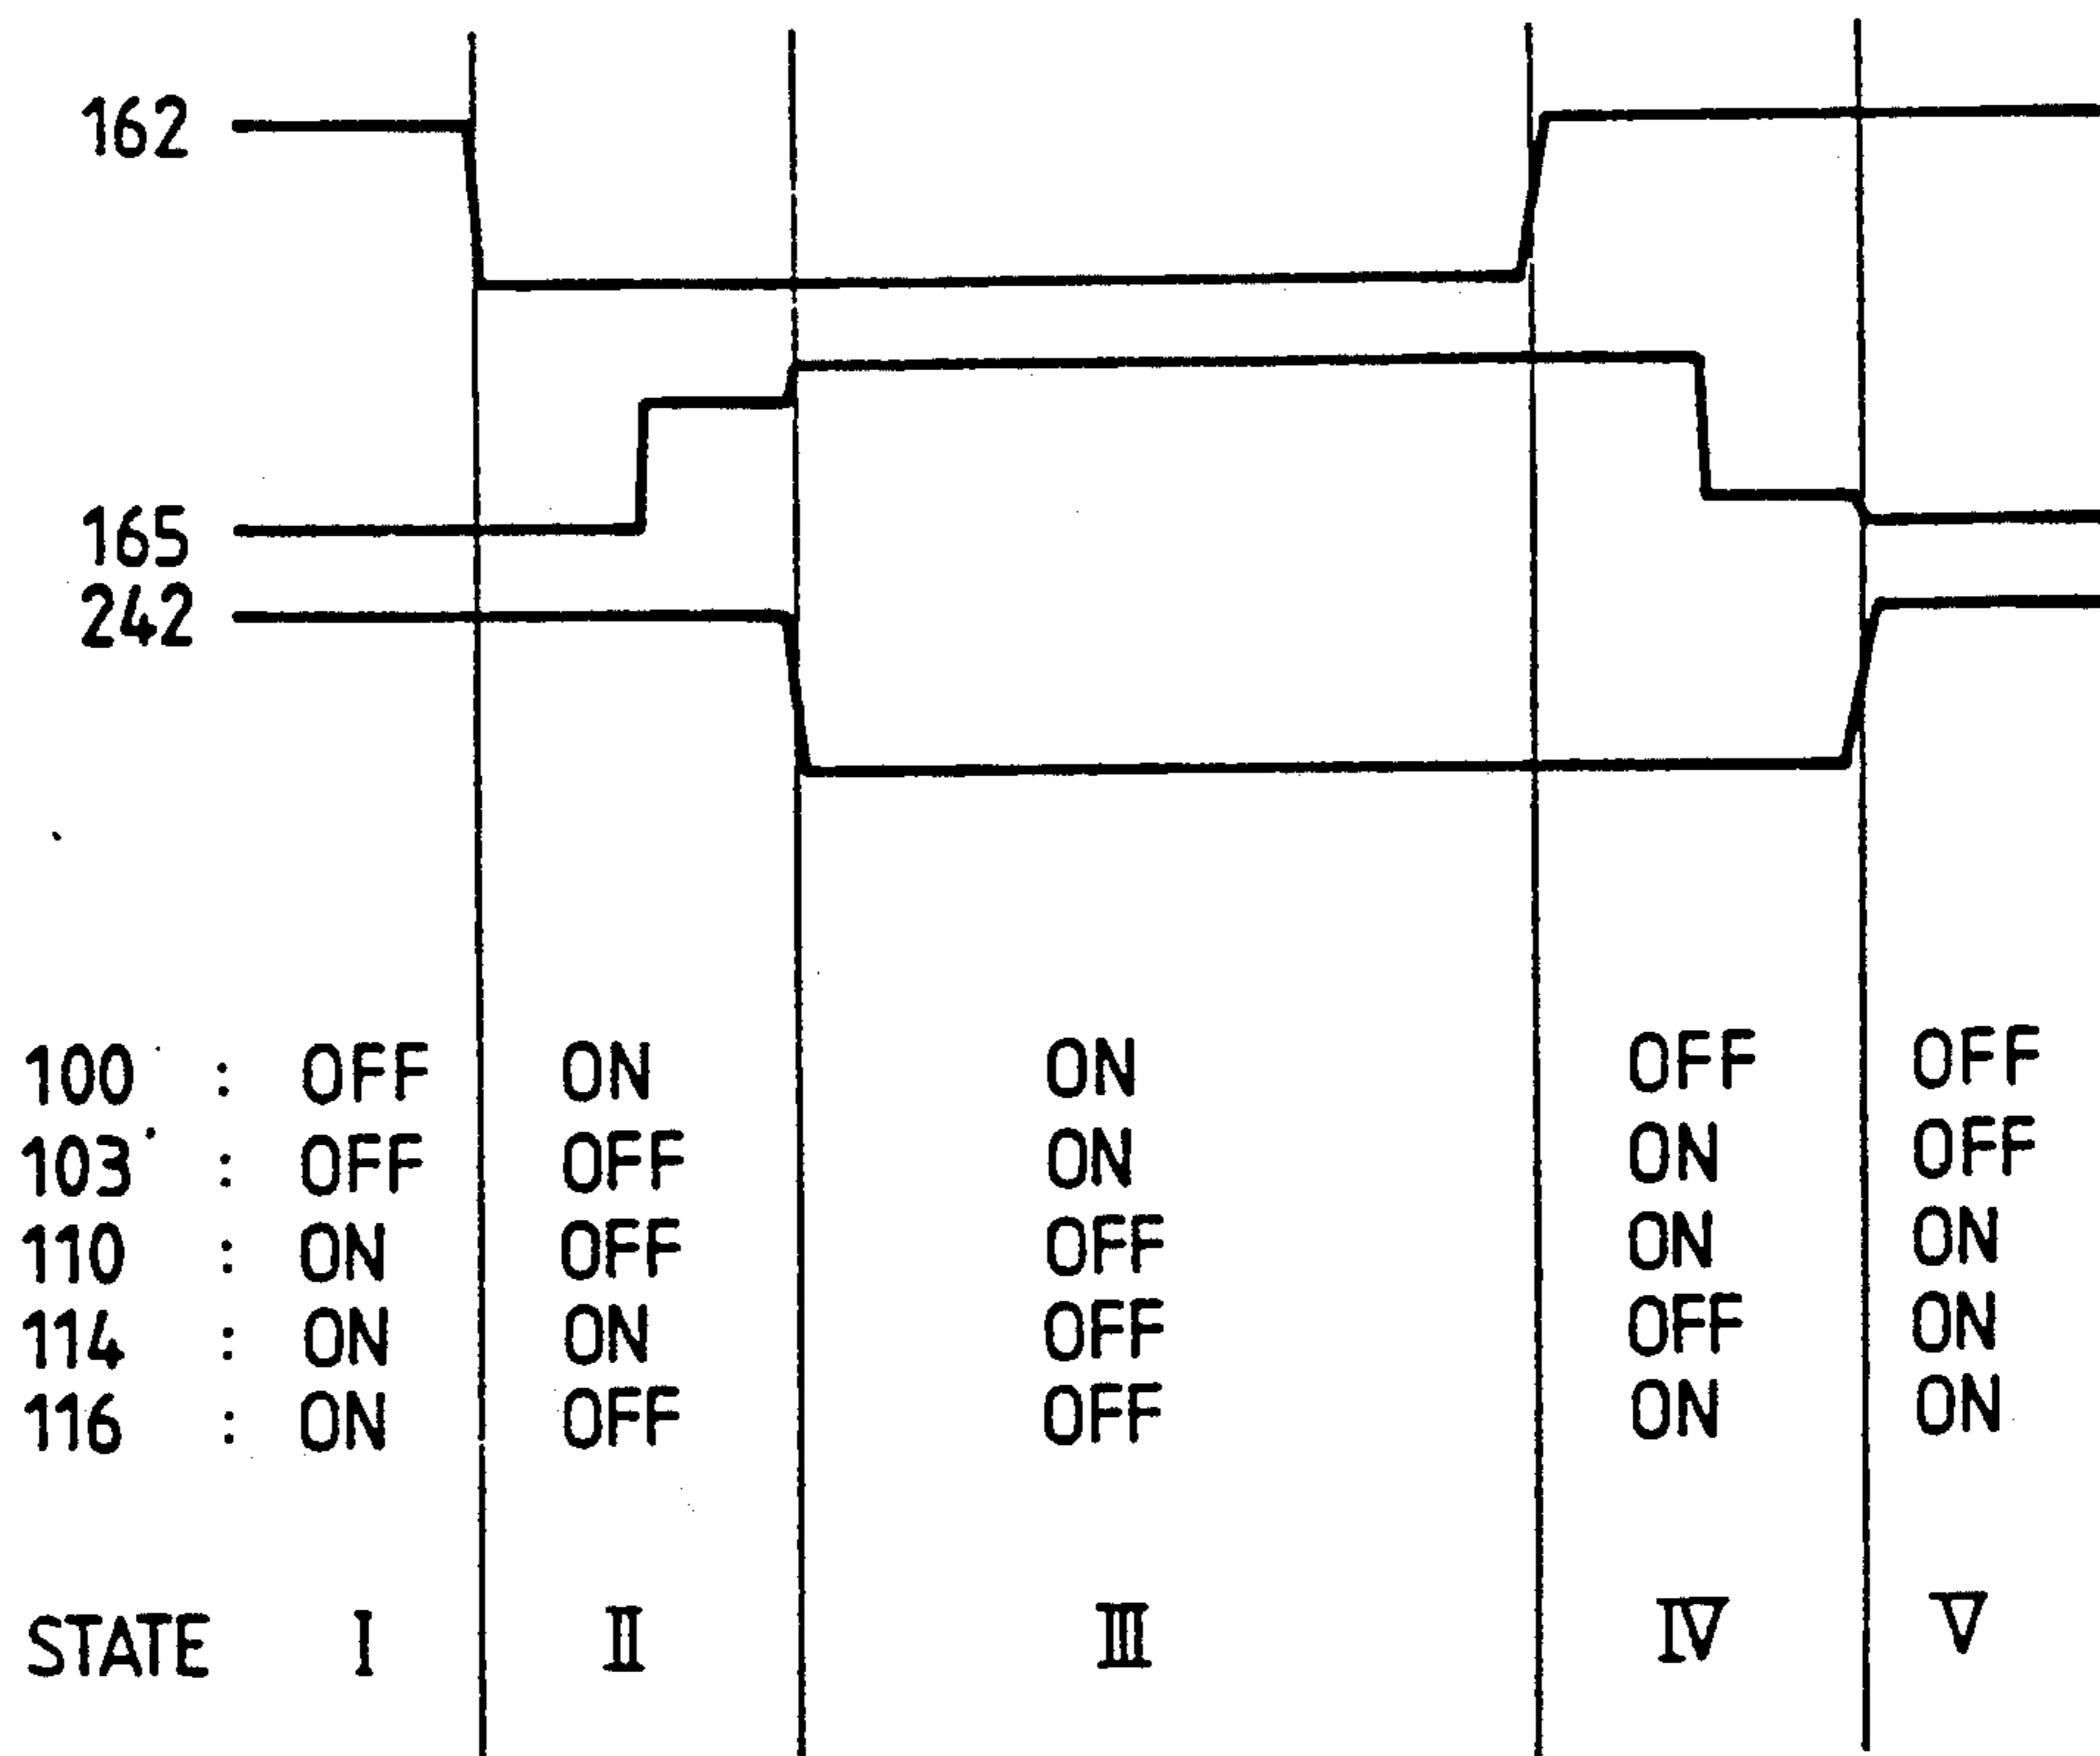 162
165
242
100 : OFF ON ON OFF OFF
103 : OFF OFF ON ON OFF
110 : ON OFF OFF ON ON
114 : ON ON OFF OFF ON
116 : ON OFF OFF ON ON
STATE I II III IV V